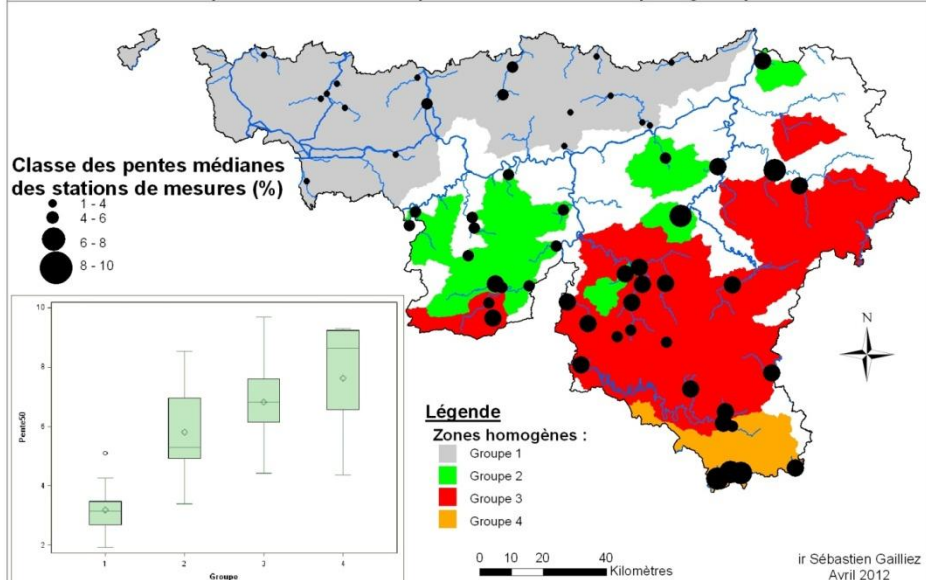 Classe des pentes médianes
des stations de mesures (%)
1 - 4
4 - 6
6 - 8
8 - 10
10
8
6
4
2
Pente50
1
2
3
4
Groupe
N
Légende
Zones homogènes :
Groupe 1
Groupe 2
Groupe 3
Groupe 4
0 10 20 40
Kilomètres
ir Sébastien Gailliez
Avril 2012